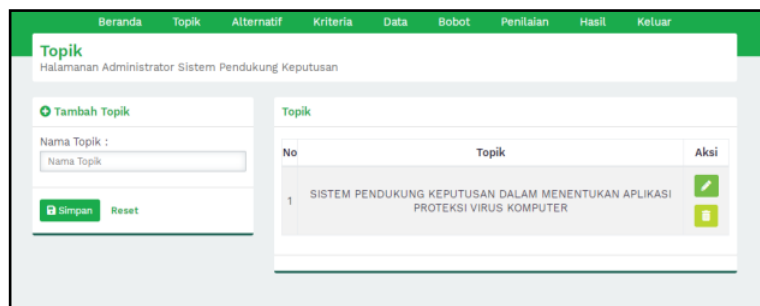 Beranda Topik Alternatif Kriteria Data Bobot Penilaian Hasil Keluar
Topik
Halamanan Administrator Sistem Pendukung Keputusan
Tambah Topik
Nama Topik :
Nama Topik
Simpan Reset
Topik
No Topik Aksi
1 SISTEM PENDUKUNG KEPUTUSAN DALAM MENENTUKAN APLIKASI
PROTEKSI VIRUS KOMPUTER